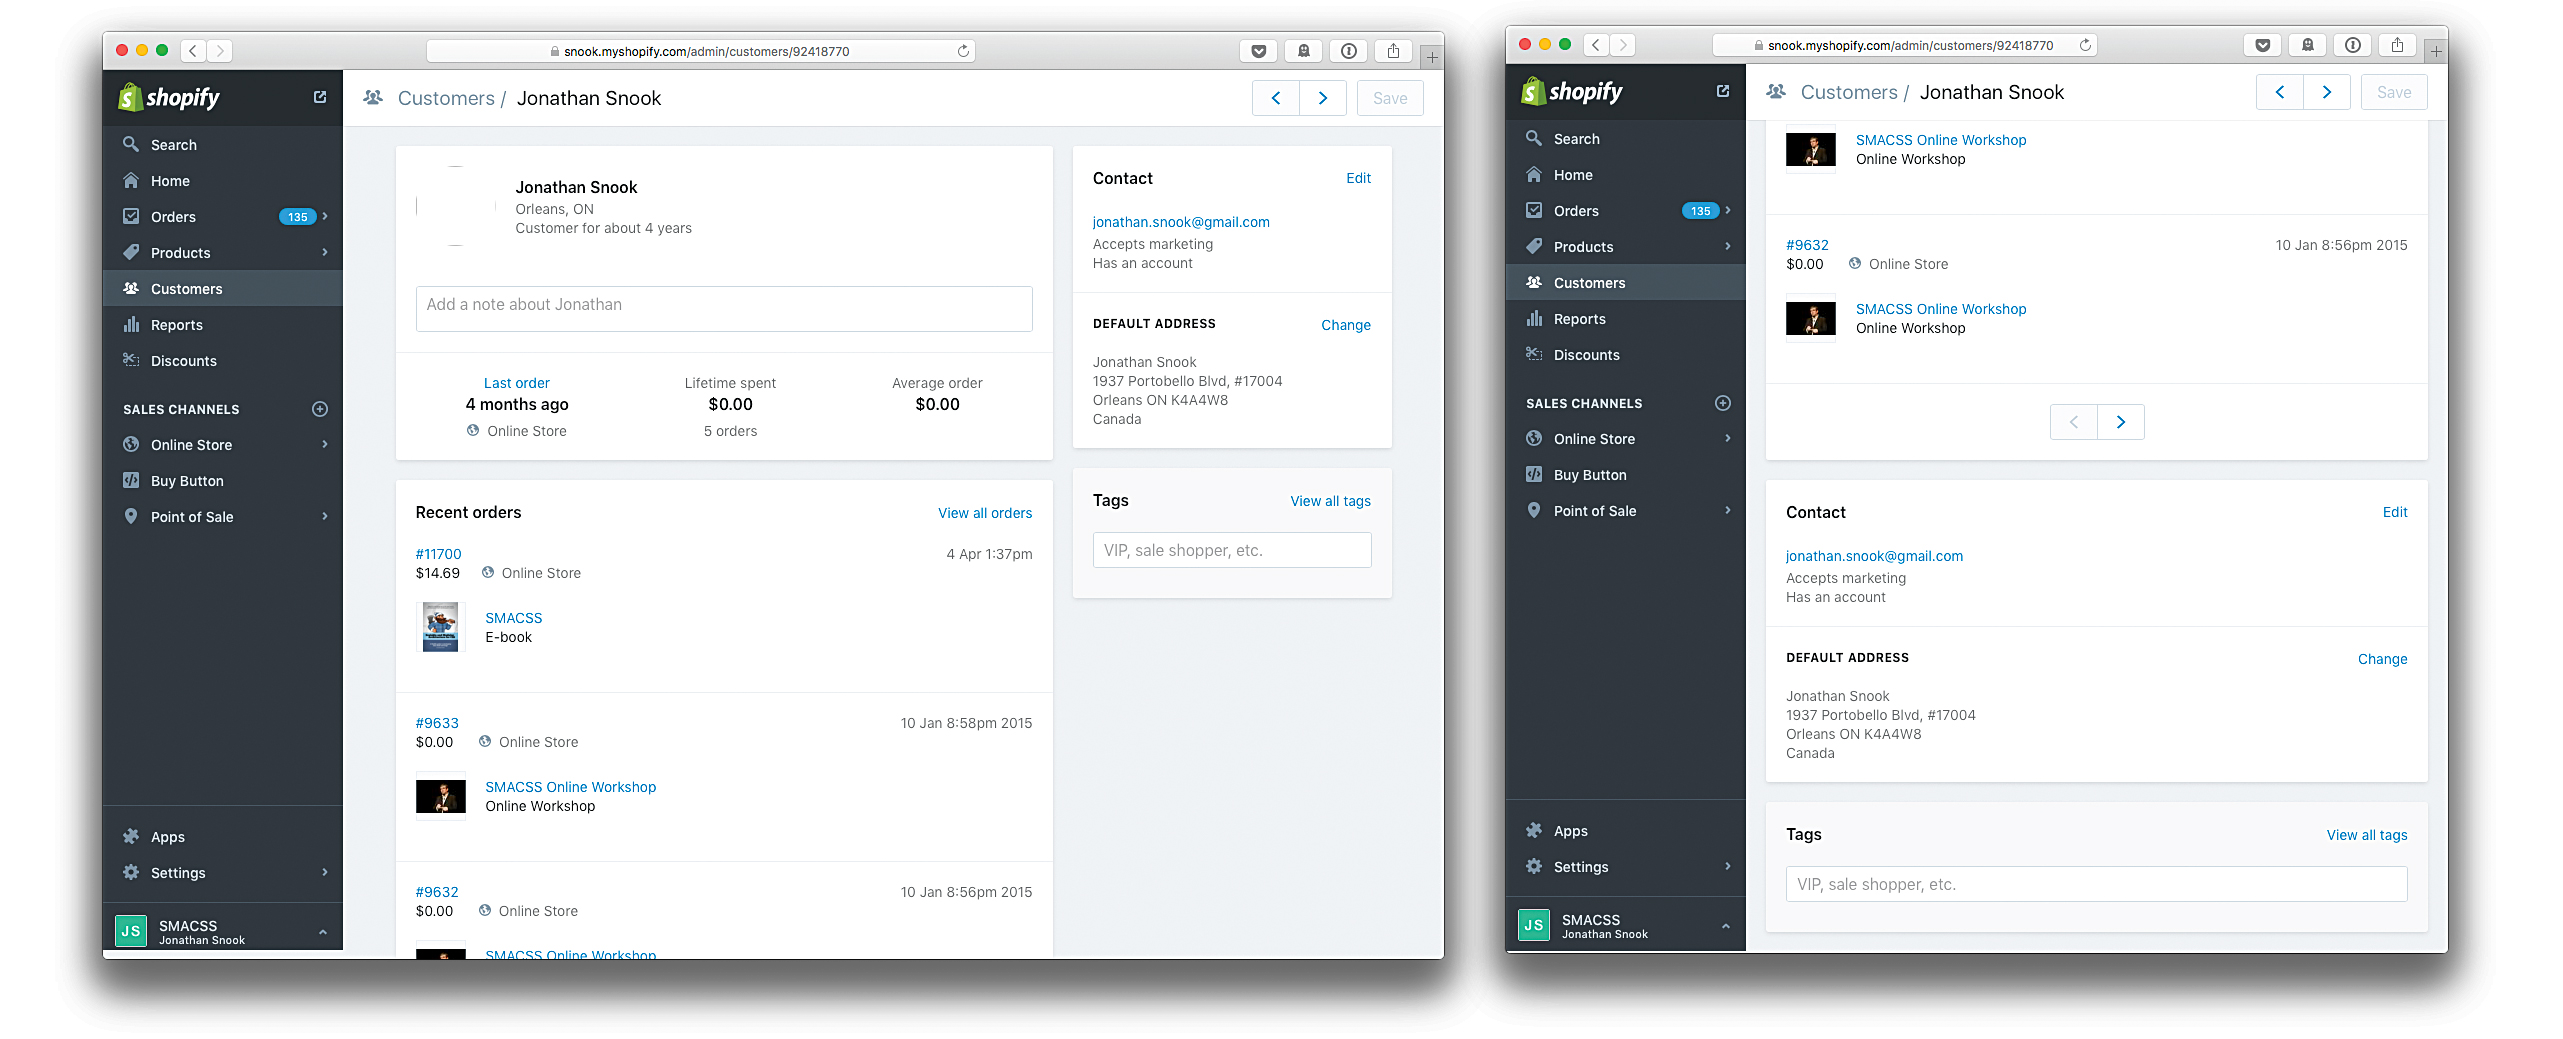 snook.myshopify.com/admin/customers/92418770
shopify
Customers / Jonathan Snook
Save
Search
Home
Orders 135
Products
Customers
Reports
Discounts
SALES CHANNELS
Online Store
Buy Button
Point of Sale
Apps
Settings
JS
SMACSS
Jonathan Snook
Jonathan Snook
Orleans, ON
Customer for about 4 years
Add a note about Jonathan
Last order
4 months ago
Online Store
Lifetime spent
$0.00
5 orders
Average order
$0.00
Recent orders
View all orders
#11700
4 Apr 1:37pm
$14.69 Online Store
SMACSS
E-book
#9633
10 Jan 8:58pm 2015
$0.00 Online Store
SMACSS Online Workshop
Online Workshop
#9632
10 Jan 8:56pm 2015
$0.00 Online Store
SMACSS Online Workshop
Contact
Edit
jonathan.snook@gmail.com
Accepts marketing
Has an account
DEFAULT ADDRESS
Change
Jonathan Snook
1937 Portobello Blvd, #17004
Orleans ON K4A4W8
Canada
Tags
View all tags
VIP, sale shopper, etc.
snook.myshopify.com/admin/customers/92418770
shopify
Customers / Jonathan Snook
Save
Search
Home
Orders 135
Products
Customers
Reports
Discounts
SALES CHANNELS
Online Store
Buy Button
Point of Sale
Apps
Settings
JS
SMACSS
Jonathan Snook
SMACSS Online Workshop
Online Workshop
#9632
10 Jan 8:56pm 2015
$0.00 Online Store
SMACSS Online Workshop
Online Workshop
Contact
Edit
jonathan.snook@gmail.com
Accepts marketing
Has an account
DEFAULT ADDRESS
Change
Jonathan Snook
1937 Portobello Blvd, #17004
Orleans ON K4A4W8
Canada
Tags
View all tags
VIP, sale shopper, etc.